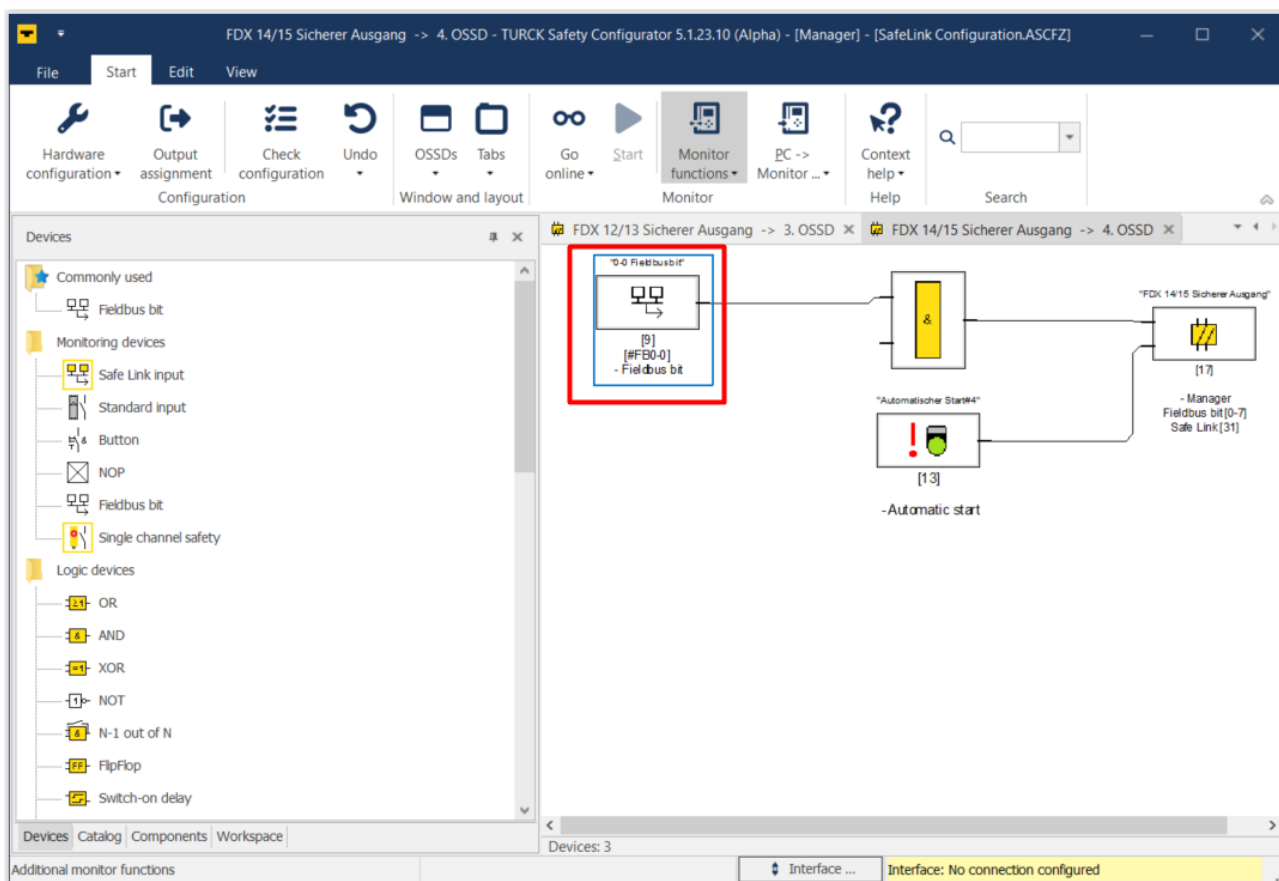 FDX 14/15 Sicherer Ausgang -> 4. OSSD - TURCK Safety Configurator 5.1.23.10 (Alpha) - [Manager] - [SafeLink Configuration.ASCFZ]
File Start Edit View
Hardware configuration
Output assignment
Check configuration
Undo
OSSDs
Tabs
Go online
Start
Monitor functions
PC -> Monitor ...
Context help
Configuration
Window and layout
Monitor
Help
Search
Devices
Commonly used
Fieldbus bit
Monitoring devices
Safe Link input
Standard input
Button
NOP
Fieldbus bit
Single channel safety
Logic devices
≥1 OR
& AND
=1 XOR
1 NOT
& N-1 out of N
FF FlipFlop
Switch-on delay
Devices Catalog Components Workspace
FDX 12/13 Sicherer Ausgang -> 3. OSSD
FDX 14/15 Sicherer Ausgang -> 4. OSSD
"0-0 Fieldbusbit"
[9]
[#FB0-0]
- Fieldbus bit
&
"Automatischer Start#4"
[13]
-Automatic start
"FDX 14/15 Sicherer Ausgang"
[17]
- Manager
Fieldbus bit[0-7]
Safe Link[31]
Devices: 3
Additional monitor functions
Interface ...
Interface: No connection configured